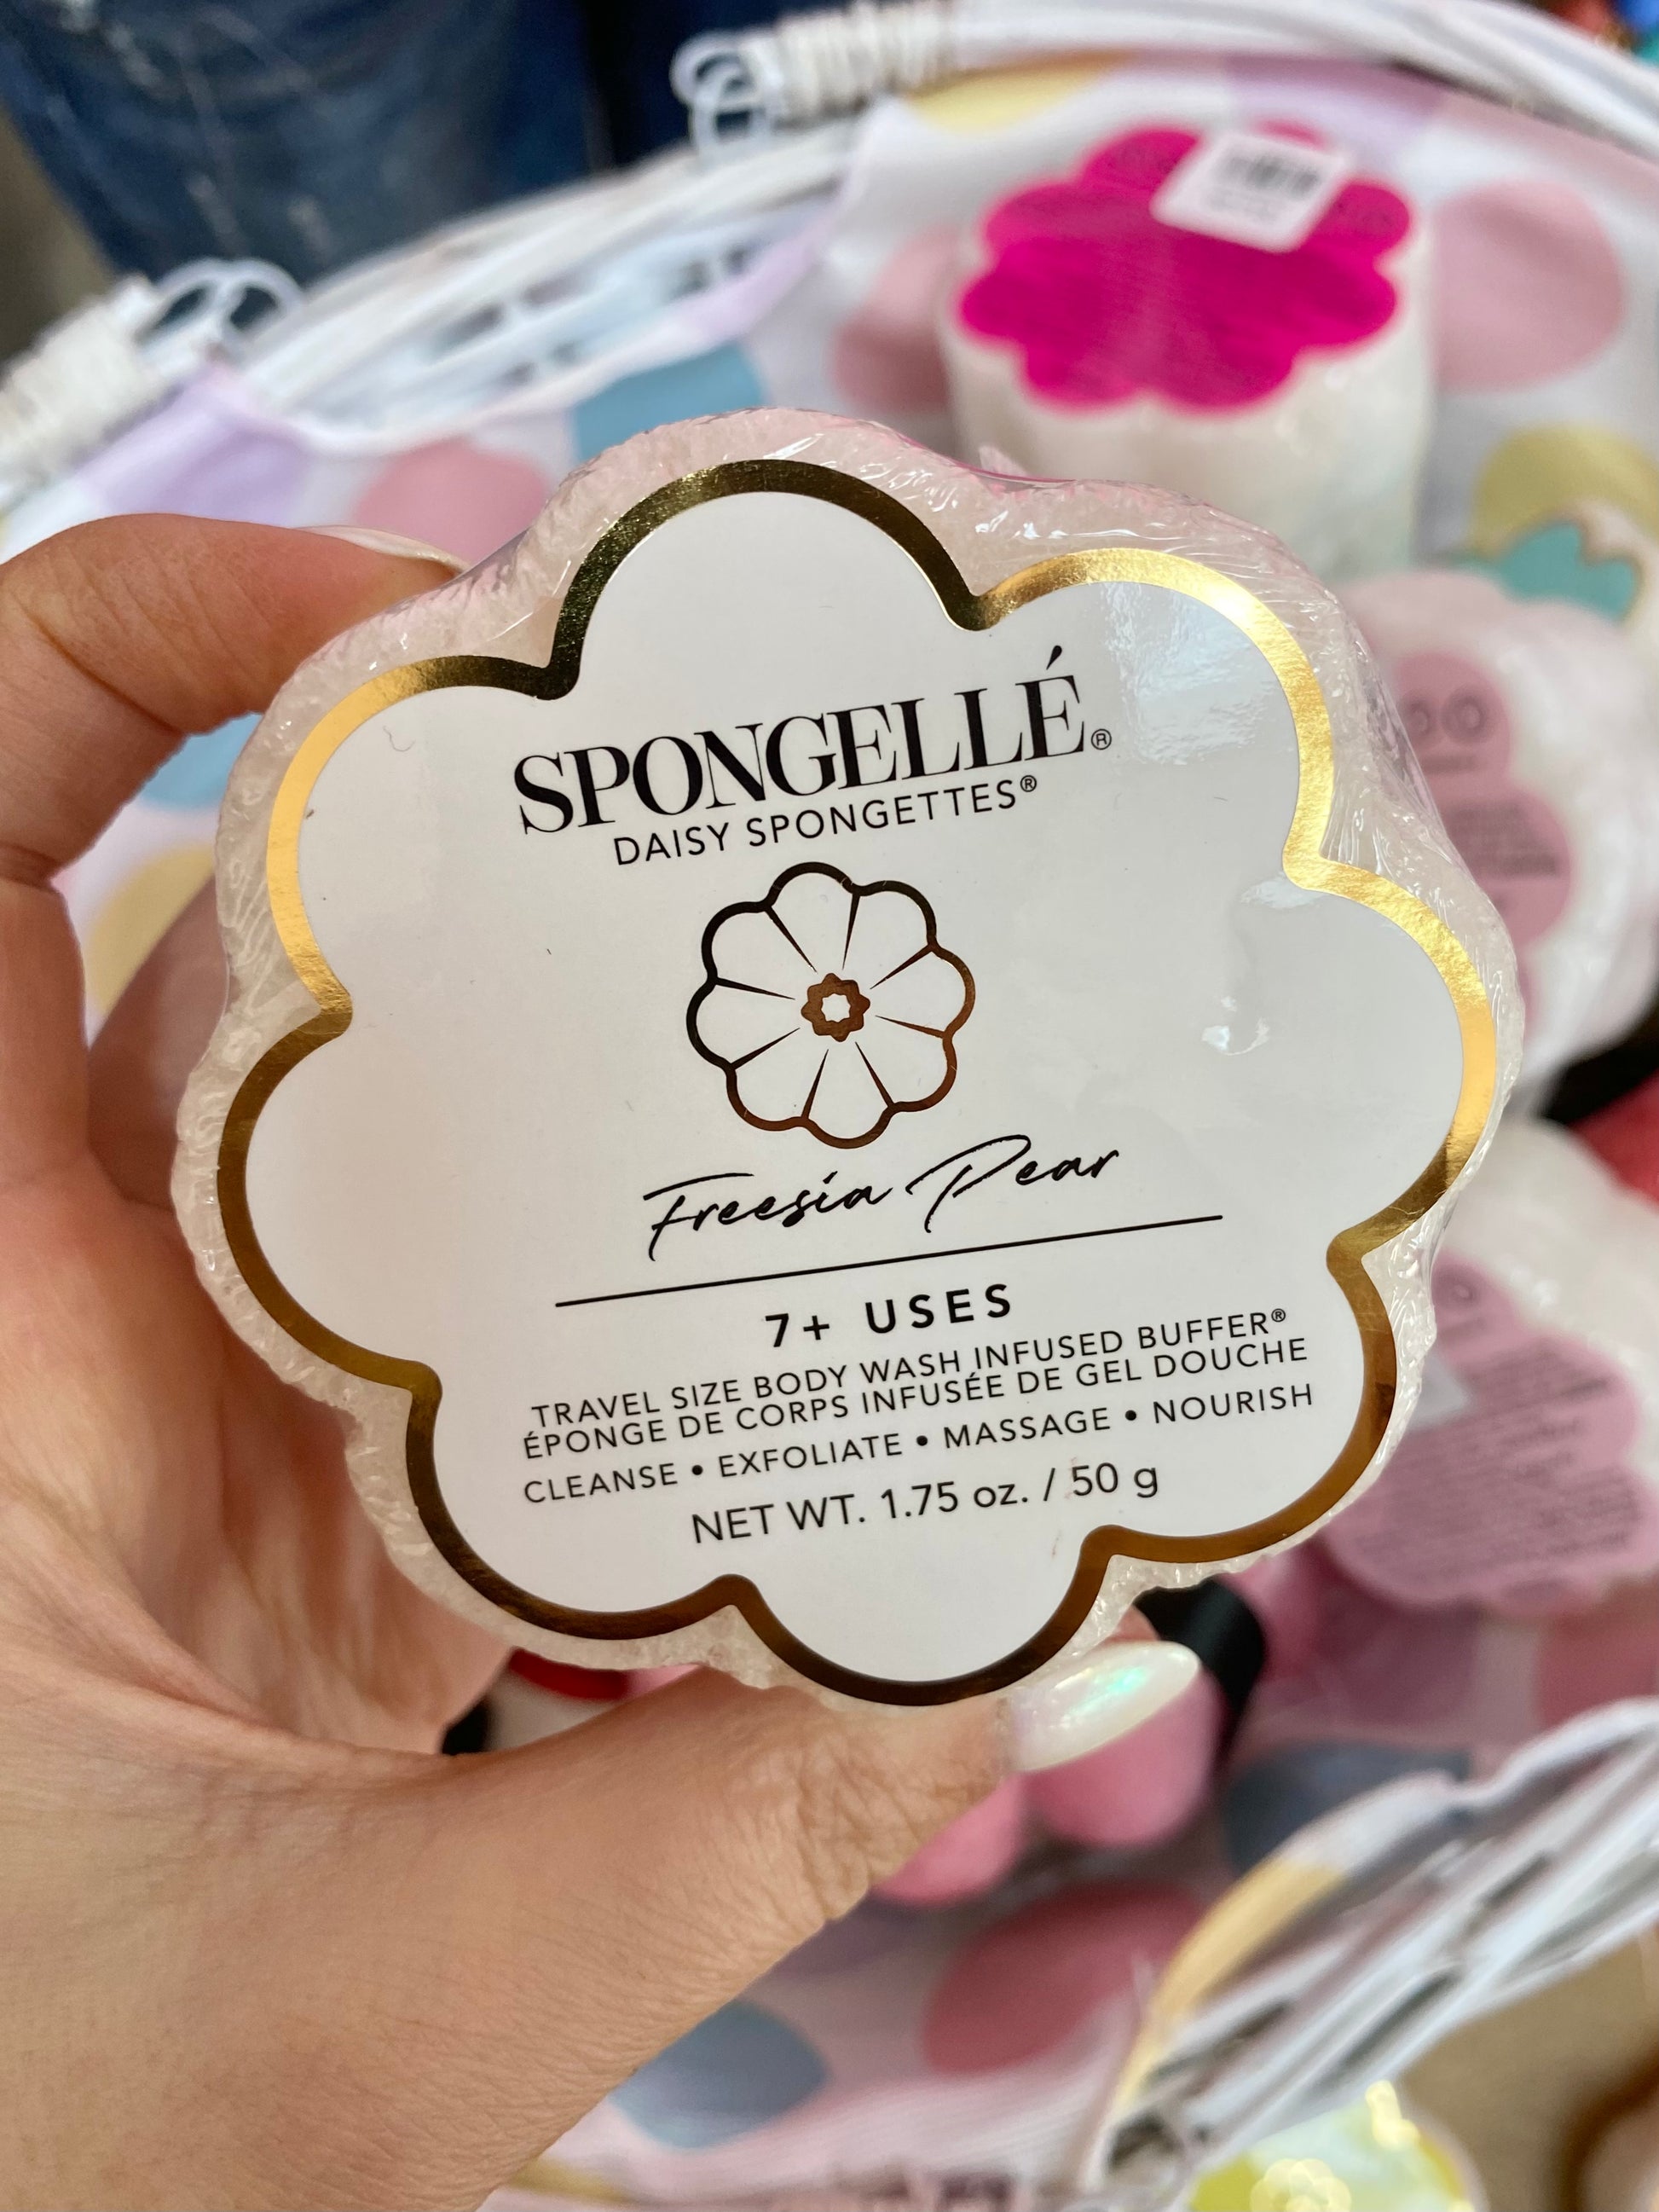 SPONGELLÉ®
DAISY SPONGETTES®
Freesia Pear
7+ USES
TRAVEL SIZE BODY WASH INFUSED BUFFER®
ÉPONGE DE CORPS INFUSÉE DE GEL DOUCHE
CLEANSE • EXFOLIATE • MASSAGE • NOURISH
NET WT. 1.75 oz. / 50 g